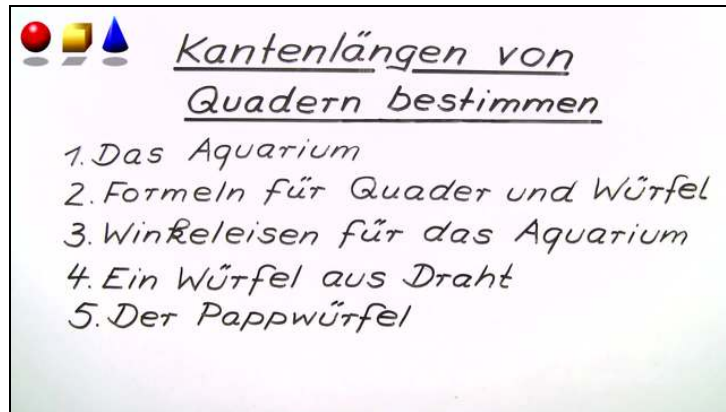 Kantenlängen von
Quadern bestimmen
1. Das Aquarium
2. Formeln für Quader und Würfel
3. Winkeleisen für das Aquarium
4. Ein Würfel aus Draht
5. Der Pappwürfel